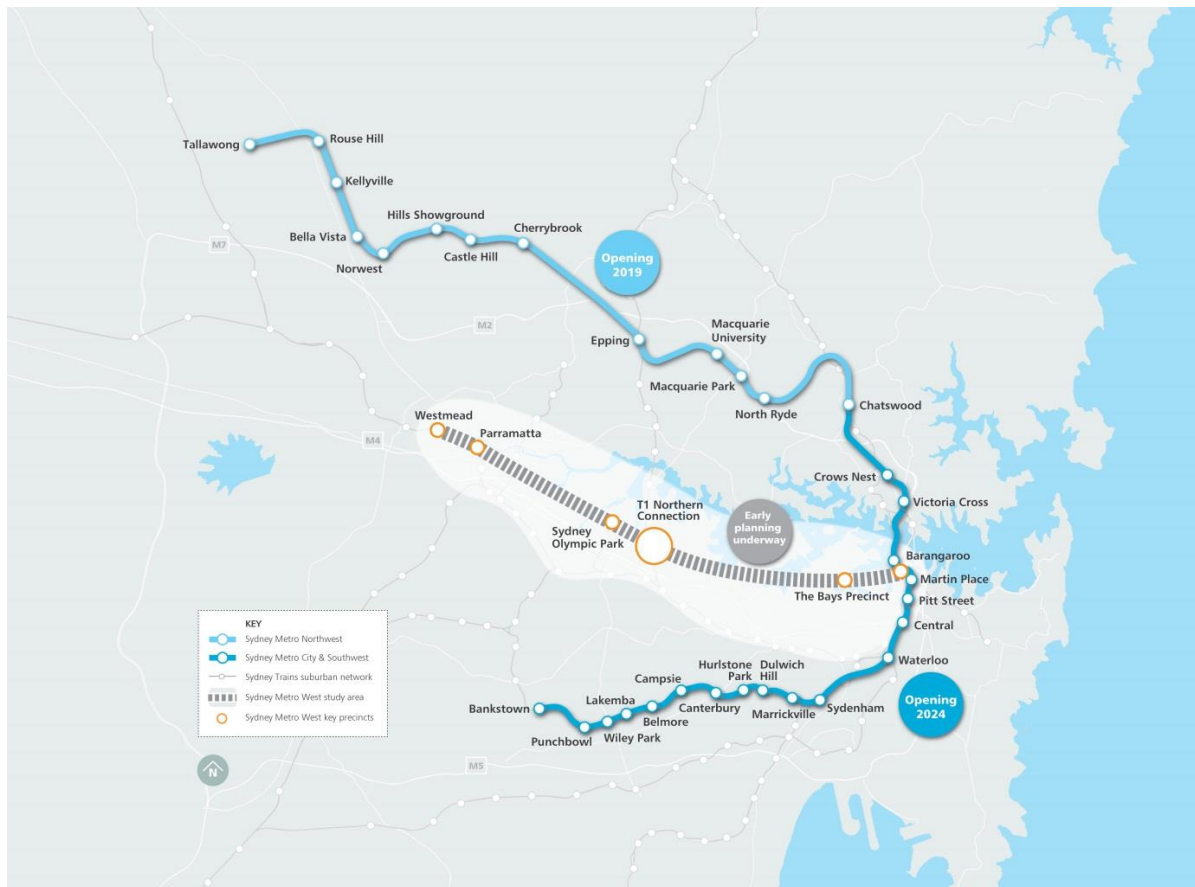 Tallawong
Rouse Hill
Kellyville
Bella Vista
Norwest
Hills Showground
Castle Hill
Cherrybrook
Opening
2019
M7
M2
Epping
Macquarie
University
Macquarie Park
North Ryde
Chatswood
Westmead
Parramatta
M4
Crows Nest
Victoria Cross
T1 Northern
Connection
Sydney
Olympic Park
Early
planning
underway
Barangaroo
Martin Place
The Bays Precinct
Pitt Street
Central
Waterloo
KEY
Sydney Metro Northwest
Sydney Metro City & Southwest
Sydney Trains suburban network
Sydney Metro West study area
Sydney Metro West key precincts
Bankstown
Punchbowl
Wiley Park
Lakemba
Belmore
Campsie
Canterbury
Hurlstone
Park
Dulwich
Hill
Marrickville
Sydenham
Opening
2024
M5
N